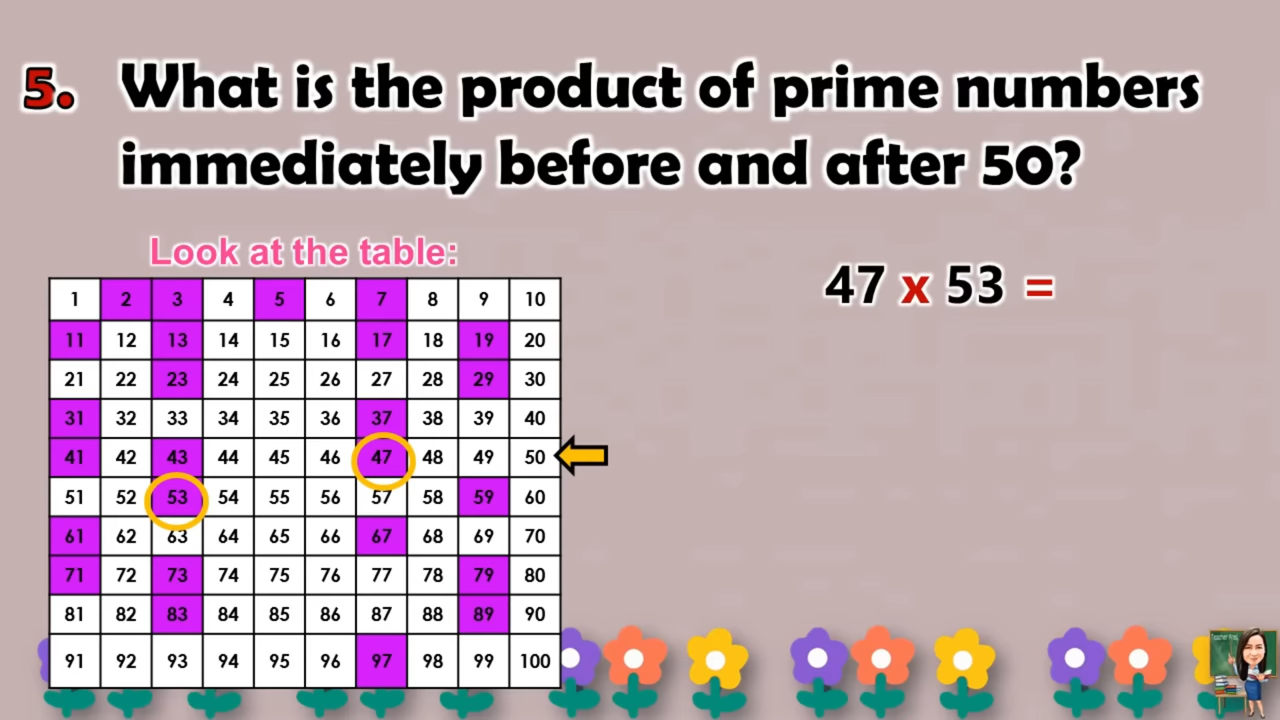 5. What is the product of prime numbers
immediately before and after 50?
Look at the table:
47 x 53 =
1 2 3 4 5 6 7 8 9 10
11 12 13 14 15 16 17 18 19 20
21 22 23 24 25 26 27 28 29 30
31 32 33 34 35 36 37 38 39 40
41 42 43 44 45 46 47 48 49 50
51 52 53 54 55 56 57 58 59 60
61 62 63 64 65 66 67 68 69 70
71 72 73 74 75 76 77 78 79 80
81 82 83 84 85 86 87 88 89 90
91 92 93 94 95 96 97 98 99 100